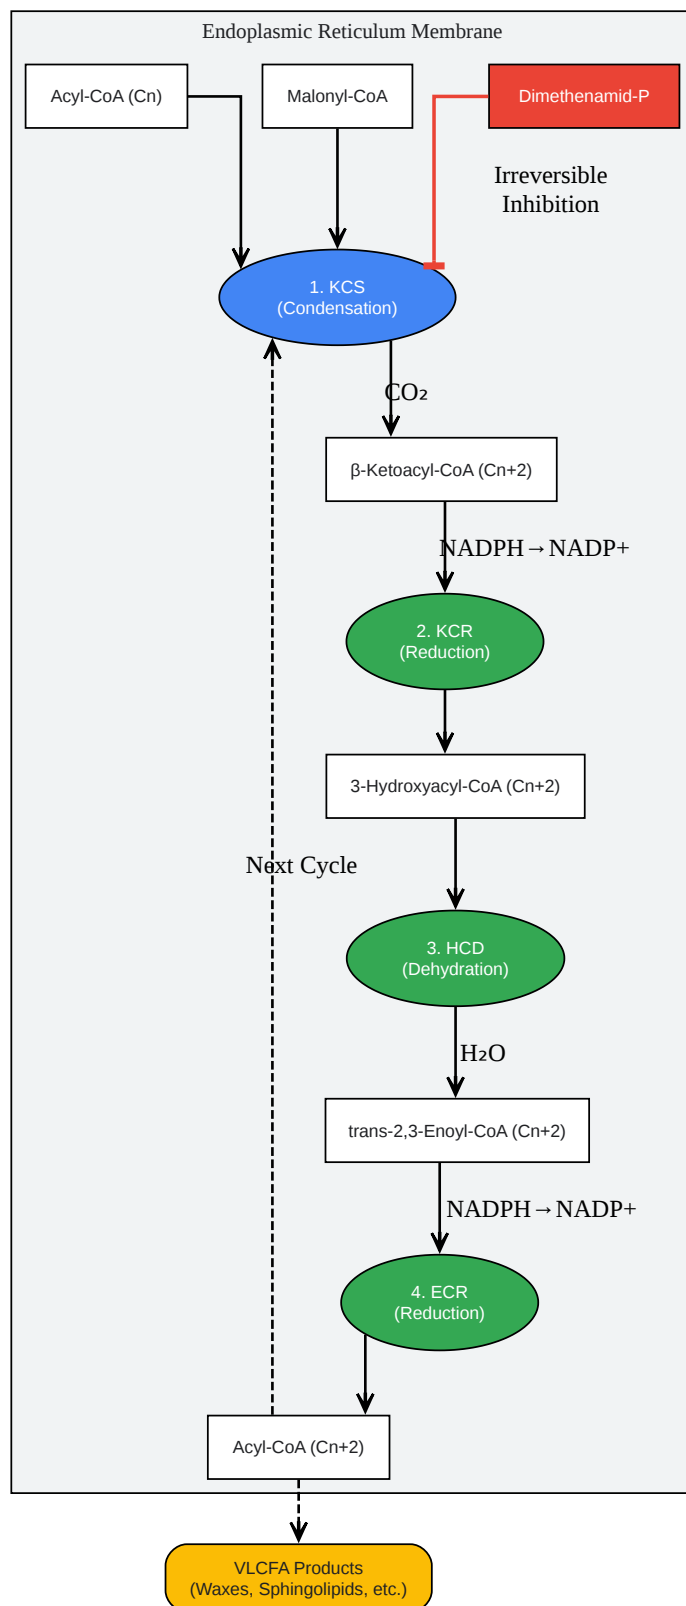 Endoplasmic Reticulum Membrane
Acyl-CoA (Cn)
Malonyl-CoA
Dimethenamid-P
Irreversible
Inhibition
1. KCS
(Condensation)
CO₂
β-Ketoacyl-CoA (Cn+2)
NADPH→NADP+
2. KCR
(Reduction)
3-Hydroxyacyl-CoA (Cn+2)
Next Cycle
3. HCD
(Dehydration)
H₂O
trans-2,3-Enoyl-CoA (Cn+2)
NADPH→NADP+
4. ECR
(Reduction)
Acyl-CoA (Cn+2)
VLCFA Products
(Waxes, Sphingolipids, etc.)